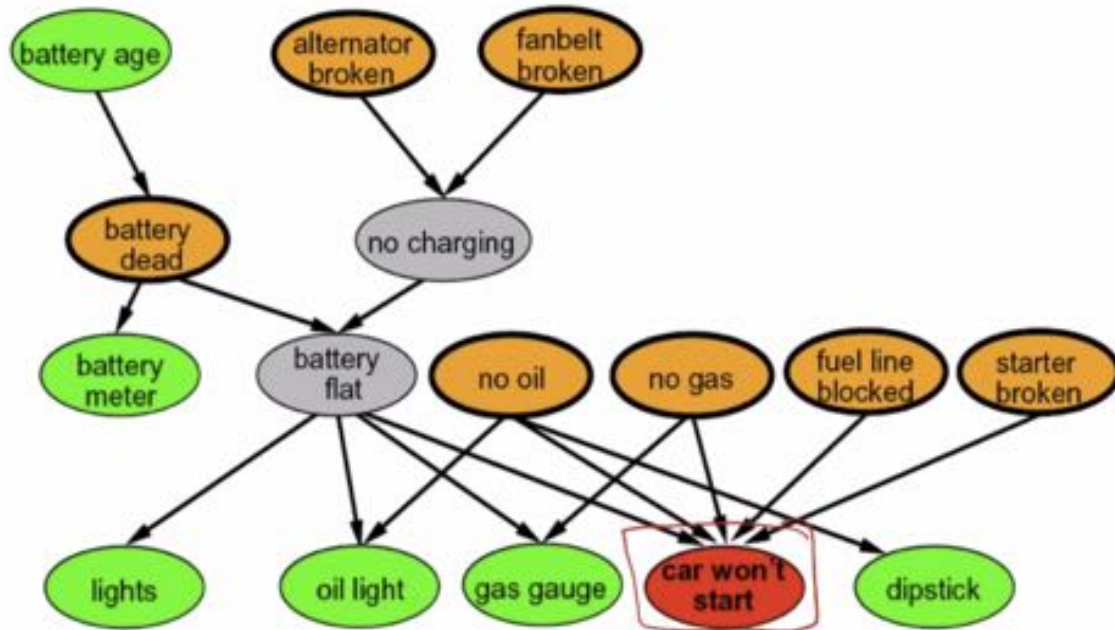 battery age
alternator
broken
fanbelt
broken
battery
dead
no charging
battery
meter
battery
flat
no oil
no gas
fuel line
blocked
starter
broken
lights
oil light
gas gauge
car won't
start
dipstick